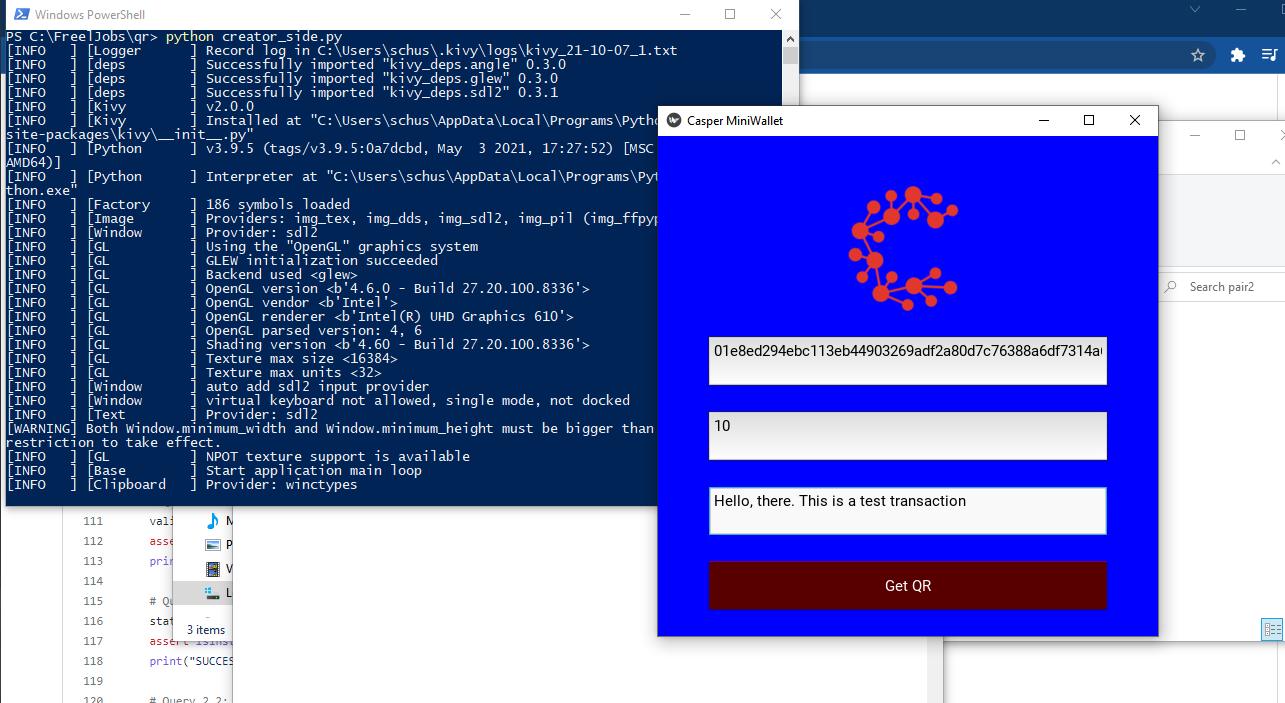 Windows PowerShell
PS C:\FreelJobs\qr> python creator_side.py
[INFO   ] [Logger      ] Record log in C:\Users\schus\.kivy\logs\kivy_21-10-07_1.txt
[INFO   ] [deps        ] Successfully imported "kivy_deps.angle" 0.3.0
[INFO   ] [deps        ] Successfully imported "kivy_deps.glew" 0.3.0
[INFO   ] [deps        ] Successfully imported "kivy_deps.sdl2" 0.3.1
[INFO   ] [Kivy        ] v2.0.0
[INFO   ] [Kivy        ] Installed at "C:\Users\schus\AppData\Local\Programs\Pytho
site-packages\kivy\__init__.py"
[INFO   ] [Python      ] v3.9.5 (tags/v3.9.5:0a7dcbd, May  3 2021, 17:27:52) [MSC
AMD64)]
[INFO   ] [Python      ] Interpreter at "C:\Users\schus\AppData\Local\Programs\Pyt
thon.exe"
[INFO   ] [Factory     ] 186 symbols loaded
[INFO   ] [Image       ] Providers: img_tex, img_dds, img_sdl2, img_pil (img_ffpyp
[INFO   ] [Window      ] Provider: sdl2
[INFO   ] [GL          ] Using the "OpenGL" graphics system
[INFO   ] [GL          ] GLEW initialization succeeded
[INFO   ] [GL          ] Backend used <glew>
[INFO   ] [GL          ] OpenGL version <b'4.6.0 - Build 27.20.100.8336'>
[INFO   ] [GL          ] OpenGL vendor <b'Intel'>
[INFO   ] [GL          ] OpenGL renderer <b'Intel(R) UHD Graphics 610'>
[INFO   ] [GL          ] OpenGL parsed version: 4, 6
[INFO   ] [GL          ] Shading version <b'4.60 - Build 27.20.100.8336'>
[INFO   ] [GL          ] Texture max size <16384>
[INFO   ] [GL          ] Texture max units <32>
[INFO   ] [Window      ] auto add sdl2 input provider
[INFO   ] [Window      ] virtual keyboard not allowed, single mode, not docked
[INFO   ] [Text        ] Provider: sdl2
[WARNING] Both Window.minimum_width and Window.minimum_height must be bigger than
restriction to take effect.
[INFO   ] [GL          ] NPOT texture support is available
[INFO   ] [Base        ] Start application main loop
[INFO   ] [Clipboard   ] Provider: winctypes
Casper MiniWallet
01e8ed294ebc113eb44903269adf2a80d7c76388a6df7314a
10
Hello, there. This is a test transaction
Get QR
Search pair2
111 vali
112 asse
113 prin
114
115 # Qu
116 stat
117 assert isinst
118 print("SUCCES
119
120 # Query 2.2:
3 items